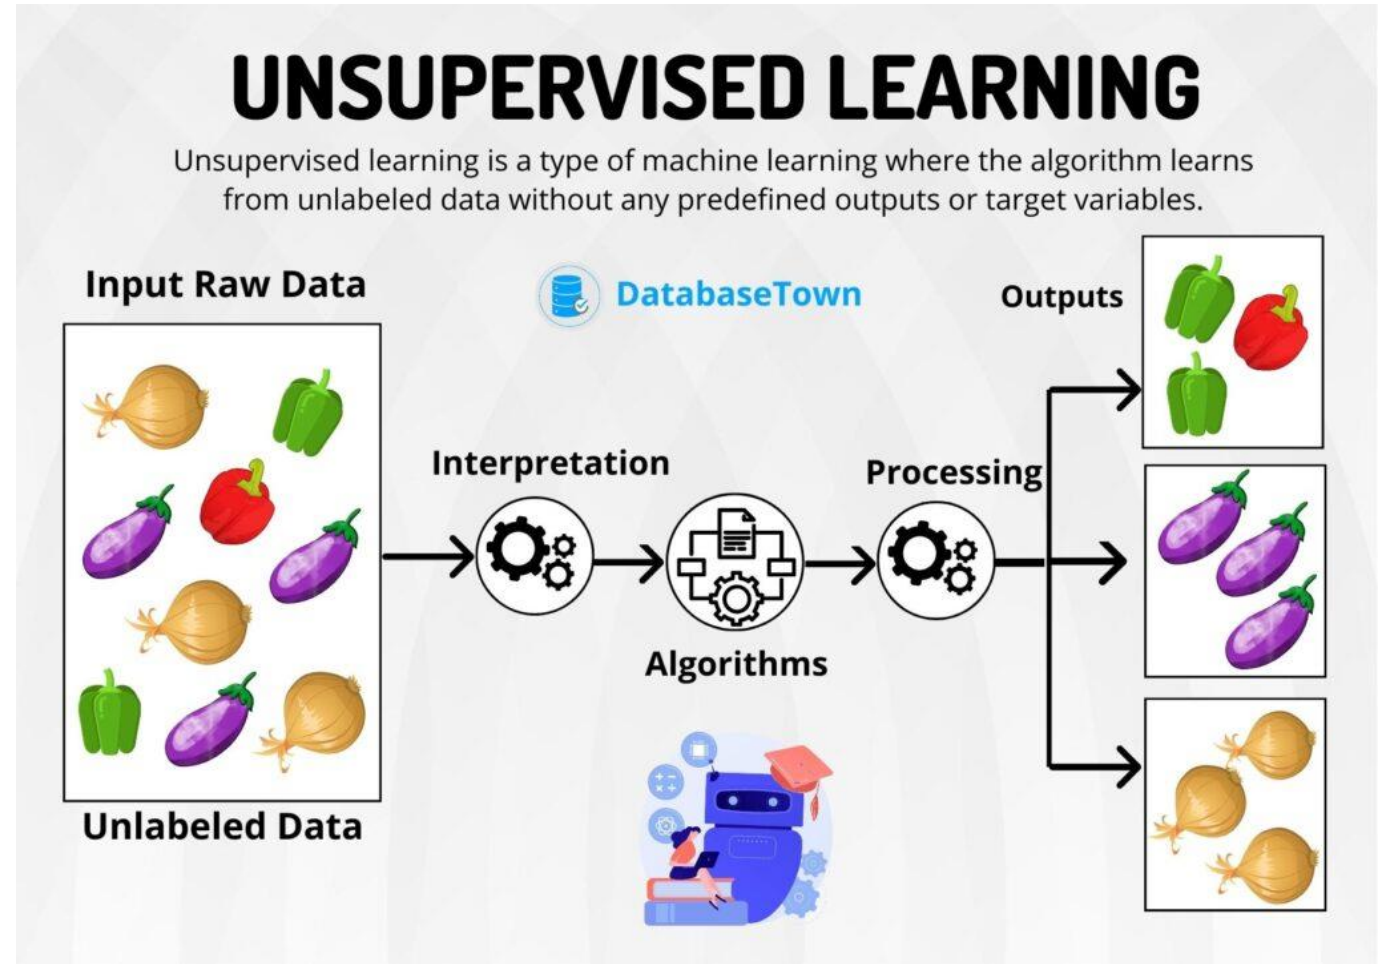 UNSUPERVISED LEARNING
Unsupervised learning is a type of machine learning where the algorithm learns
from unlabeled data without any predefined outputs or target variables.
Input Raw Data
DatabaseTown
Outputs
Interpretation
Processing
Algorithms
Unlabeled Data